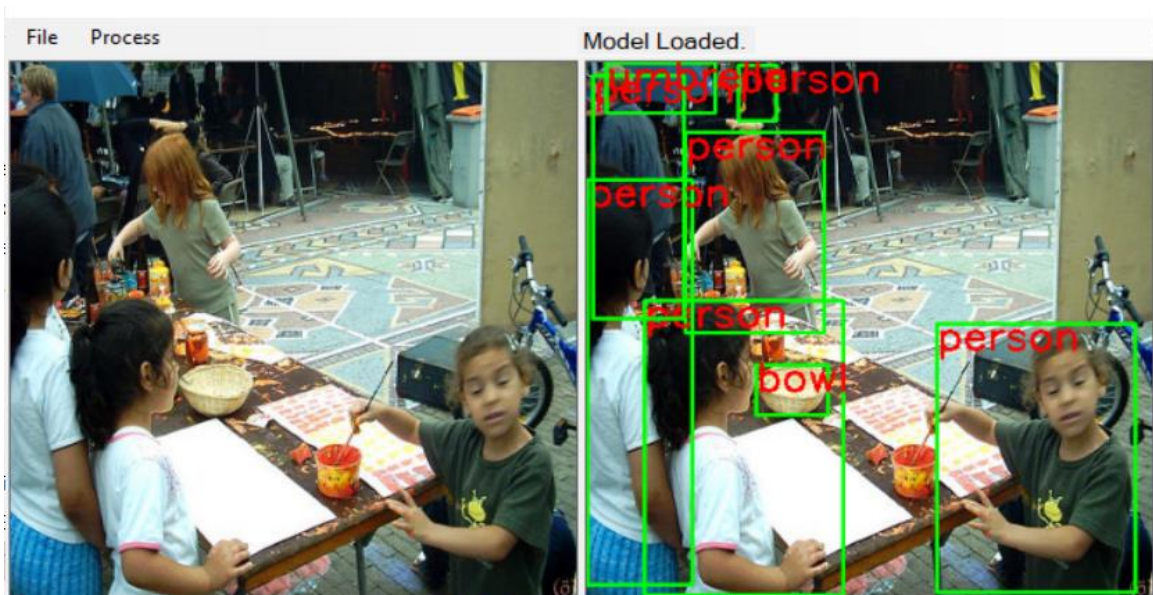 File Process
Model Loaded.
umbrella
person
person
person
person
person
bowl
person